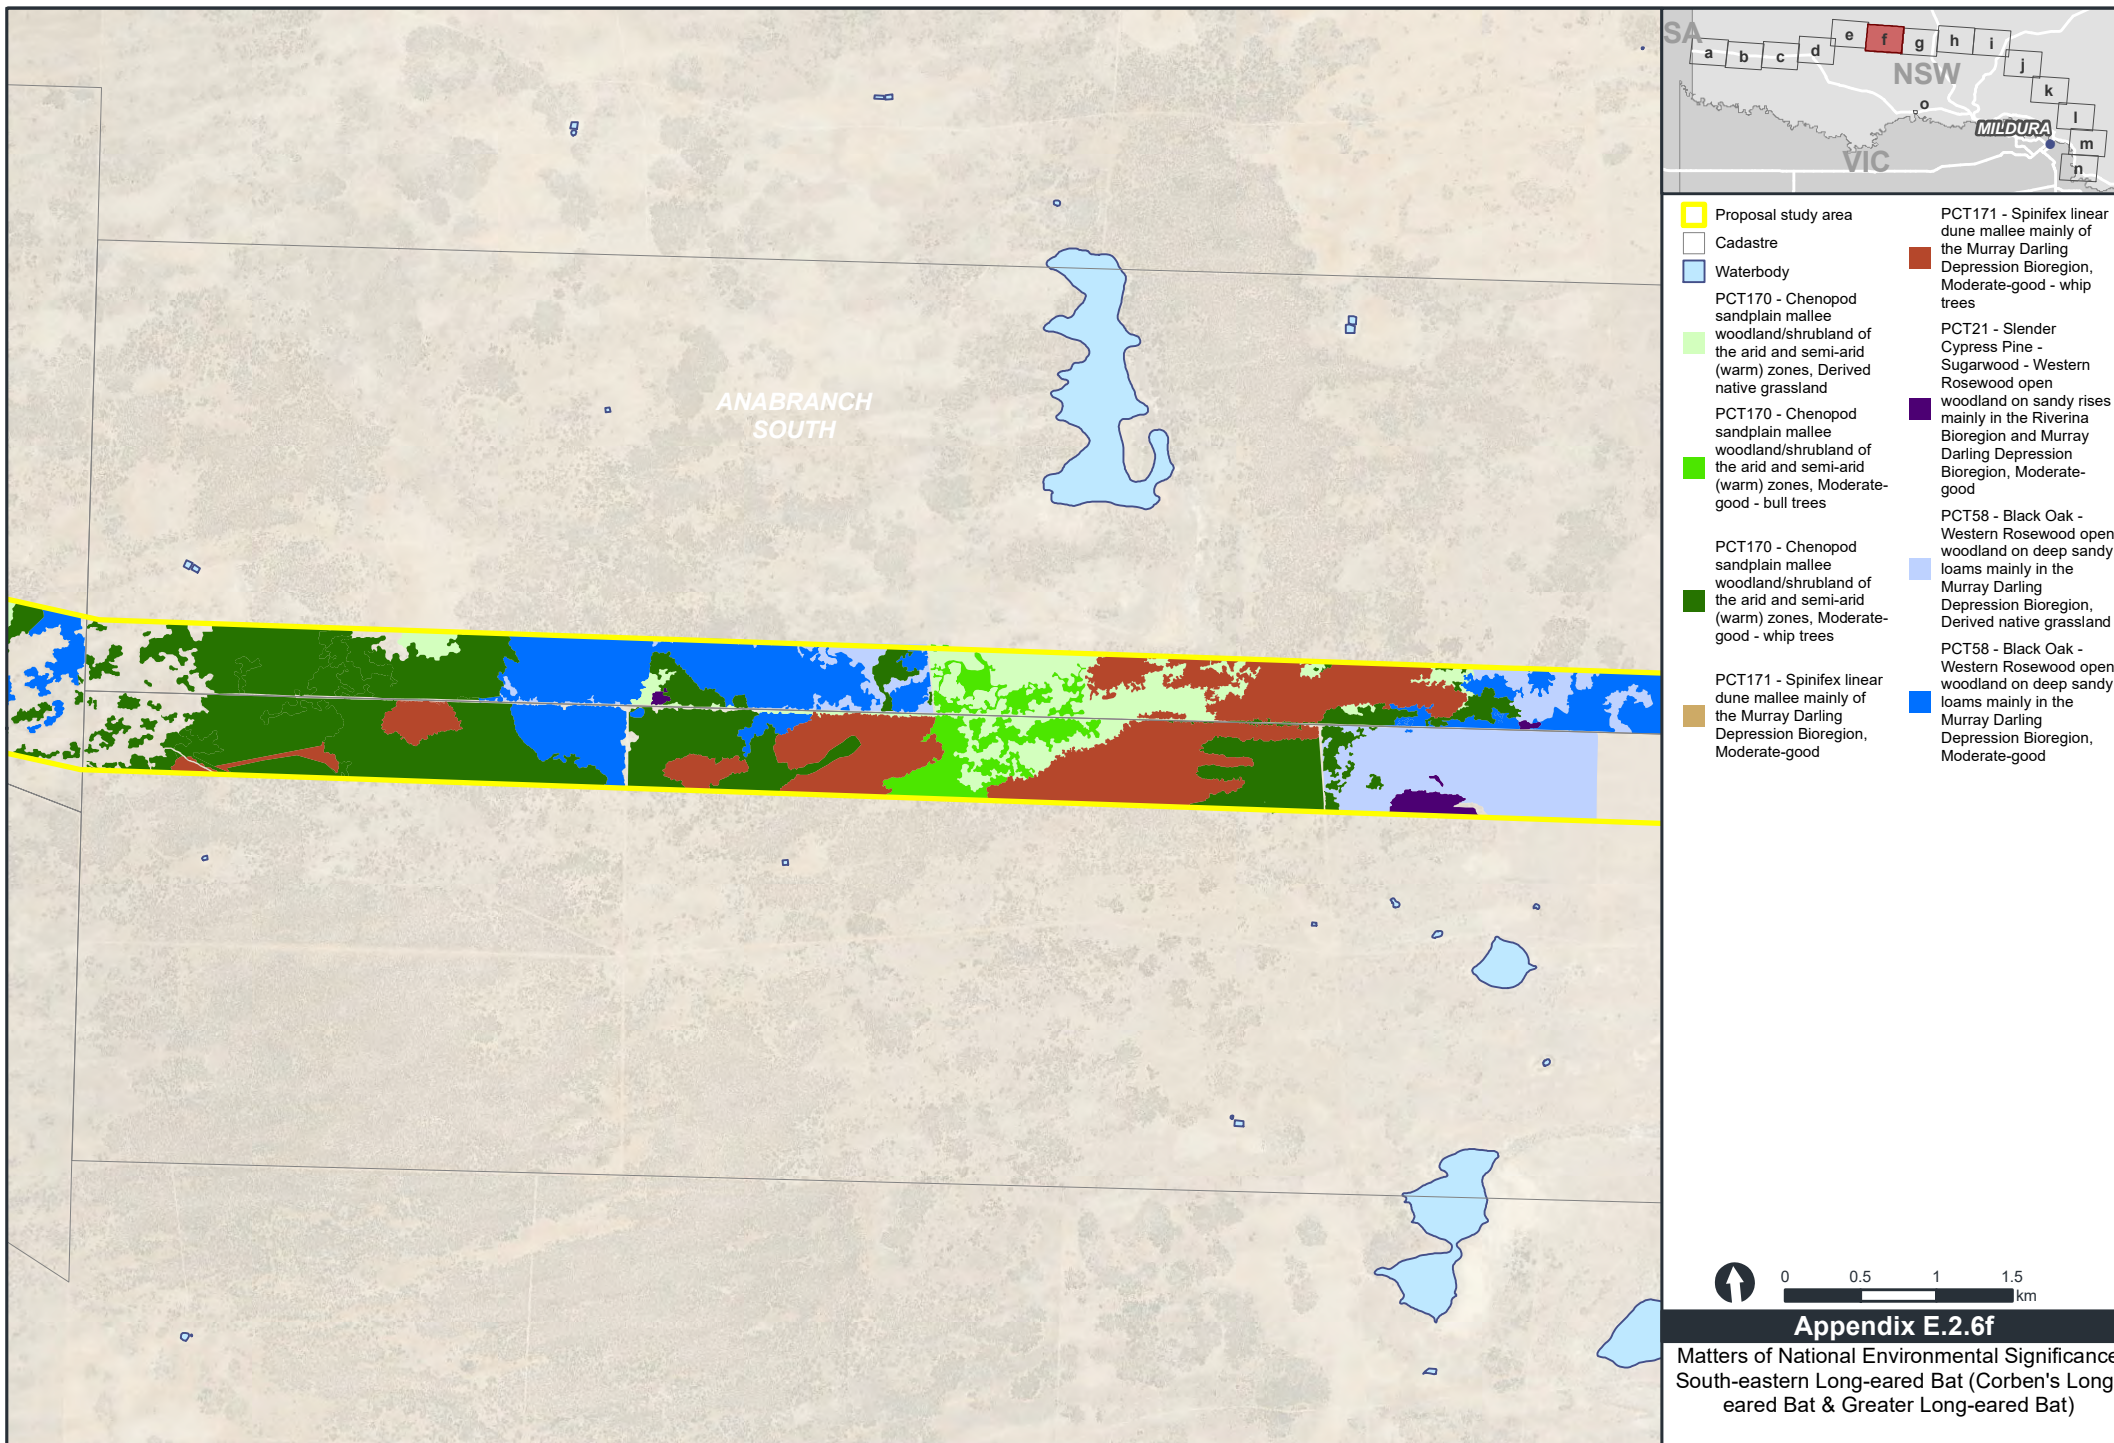 SA
a
b
c
d
e
f
g
h
i
NSW
j
k
o
l
MILDURA
m
VIC
n
ANABRANCH
SOUTH
Proposal study area
Cadastre
Waterbody
PCT170 - Chenopod
sandplain mallee
woodland/shrubland of
the arid and semi-arid
(warm) zones, Derived
native grassland
PCT170 - Chenopod
sandplain mallee
woodland/shrubland of
the arid and semi-arid
(warm) zones, Moderate-
good - bull trees
PCT170 - Chenopod
sandplain mallee
woodland/shrubland of
the arid and semi-arid
(warm) zones, Moderate-
good - whip trees
PCT171 - Spinifex linear
dune mallee mainly of
the Murray Darling
Depression Bioregion,
Moderate-good
PCT171 - Spinifex linear
dune mallee mainly of
the Murray Darling
Depression Bioregion,
Moderate-good - whip
trees
PCT21 - Slender
Cypress Pine -
Sugarwood - Western
Rosewood open
woodland on sandy rises
mainly in the Riverina
Bioregion and Murray
Darling Depression
Bioregion, Moderate-
good
PCT58 - Black Oak -
Western Rosewood open
woodland on deep sandy
loams mainly in the
Murray Darling
Depression Bioregion,
Derived native grassland
PCT58 - Black Oak -
Western Rosewood open
woodland on deep sandy
loams mainly in the
Murray Darling
Depression Bioregion,
Moderate-good
0 0.5 1 1.5
km
Appendix E.2.6f
Matters of National Environmental Significance
South-eastern Long-eared Bat (Corben's Long-
eared Bat & Greater Long-eared Bat)